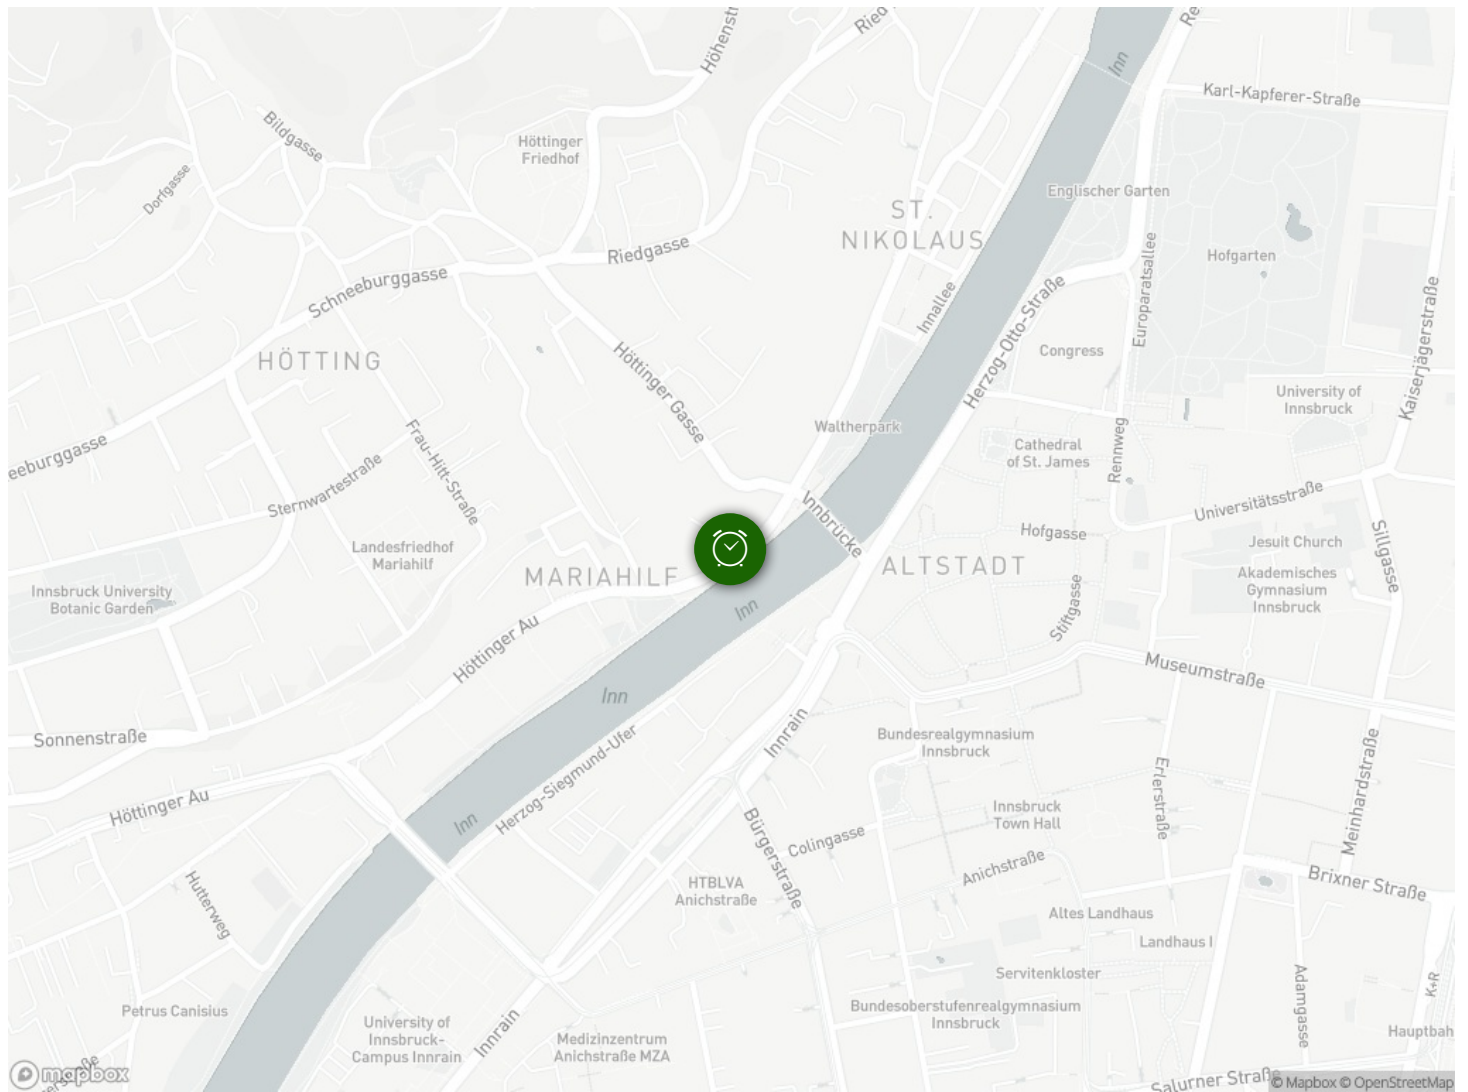 Inn
Karl-Kapferer-Straße
Bildgasse
Höttinger
Friedhof
Dorfgasse
Englischer Garten
ST.
NIKOLAUS
Riedgasse
Hofgarten
Schneeburggasse
Europaratsallee
Innallee
Herzog-Otto-Straße
Kaiserjägerstraße
HÖTTING
Congress
Höttinger Gasse
University of
Innsbruck
Waltherpark
Frau-Hitt-Straße
Cathedral
of St. James
Rennweg
eeburggasse
Sternwartestraße
Universitätsstraße
Innbrücke
Hofgasse
Sillgasse
Jesuit Church
Landesfriedhof
Mariahilf
MARIAHILF
ALTSTADT
Akademisches
Gymnasium
Innsbruck
Innsbruck University
Botanic Garden
Inn
Stiftgasse
Höttinger Au
Museumstraße
Inn
Sonnenstraße
Innrain
Bundesrealgymnasium
Innsbruck
Herzog-Siegmund-Ufer
Meinhardstraße
Erlerstraße
Höttinger Au
Inn
Innsbruck
Town Hall
Bürgerstraße
Colingasse
Anichstraße
HTBLVA
Anichstraße
Brixner Straße
Hutterweg
Altes Landhaus
Landhaus I
Servitenkloster
K+R
Adamgasse
Petrus Canisius
Bundesoberstufenrealgymnasium
Innsbruck
University of
Innsbruck-
Campus Innrain
Innrain
Medizinzentrum
Anichstraße MZA
Hauptbah
Salurner Straße
mapbox
© Mapbox © OpenStreetMap